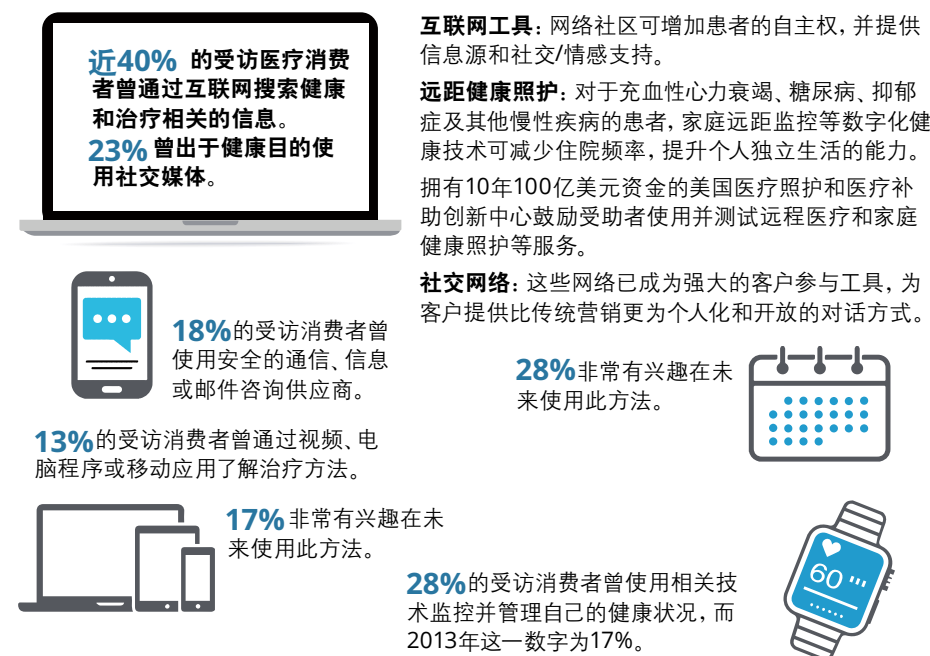 近40% 的受访医疗消费
者曾通过互联网搜索健康
和治疗相关的信息。
23% 曾出于健康目的使
用社交媒体。
互联网工具：网络社区可增加患者的自主权，并提供
信息源和社交/情感支持。
远距健康照护：对于充血性心力衰竭、糖尿病、抑郁
症及其他慢性疾病的患者，家庭远距监控等数字化健
康技术可减少住院频率，提升个人独立生活的能力。
拥有10年100亿美元资金的美国医疗照护和医疗补
助创新中心鼓励受助者使用并测试远程医疗和家庭
健康照护等服务。
社交网络：这些网络已成为强大的客户参与工具，为
客户提供比传统营销更为个人化和开放的对话方式。
18%的受访消费者曾
使用安全的通信、信息
或邮件咨询供应商。
28%非常有兴趣在未
来使用此方法。
13%的受访消费者曾通过视频、电
脑程序或移动应用了解治疗方法。
17%非常有兴趣在未
来使用此方法。
28%的受访消费者曾使用相关技
术监控并管理自己的健康状况，而
2013年这一数字为17%。
60